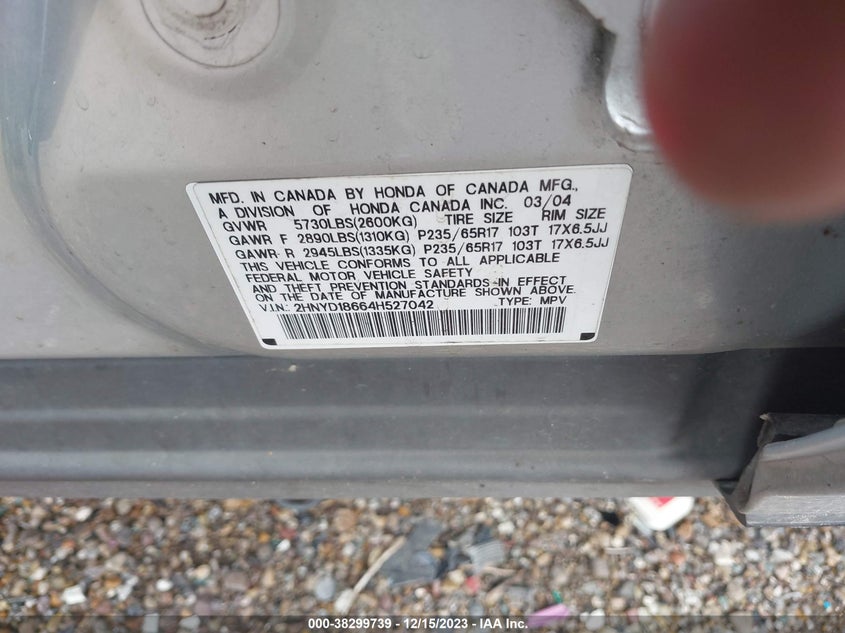 MFD. IN CANADA BY HONDA OF CANADA MFG.,
A DIVISION OF HONDA CANADA INC. 03/04
GVWR 5730LBS(2600KG) TIRE SIZE RIM SIZE
GAWR F 2890LBS(1310KG) P235/65R17 103T 17X6.5JJ
GAWR R 2945LBS(1335KG) P235/65R17 103T 17X6.5JJ
THIS VEHICLE CONFORMS TO ALL APPLICABLE
FEDERAL MOTOR VEHICLE SAFETY
AND THEFT PREVENTION STANDARDS IN EFFECT
ON THE DATE OF MANUFACTURE SHOWN ABOVE.
V.I.N.: 2HNYD18664H527042 TYPE: MPV
000-38299739 - 12/15/2023 - IAAI.com